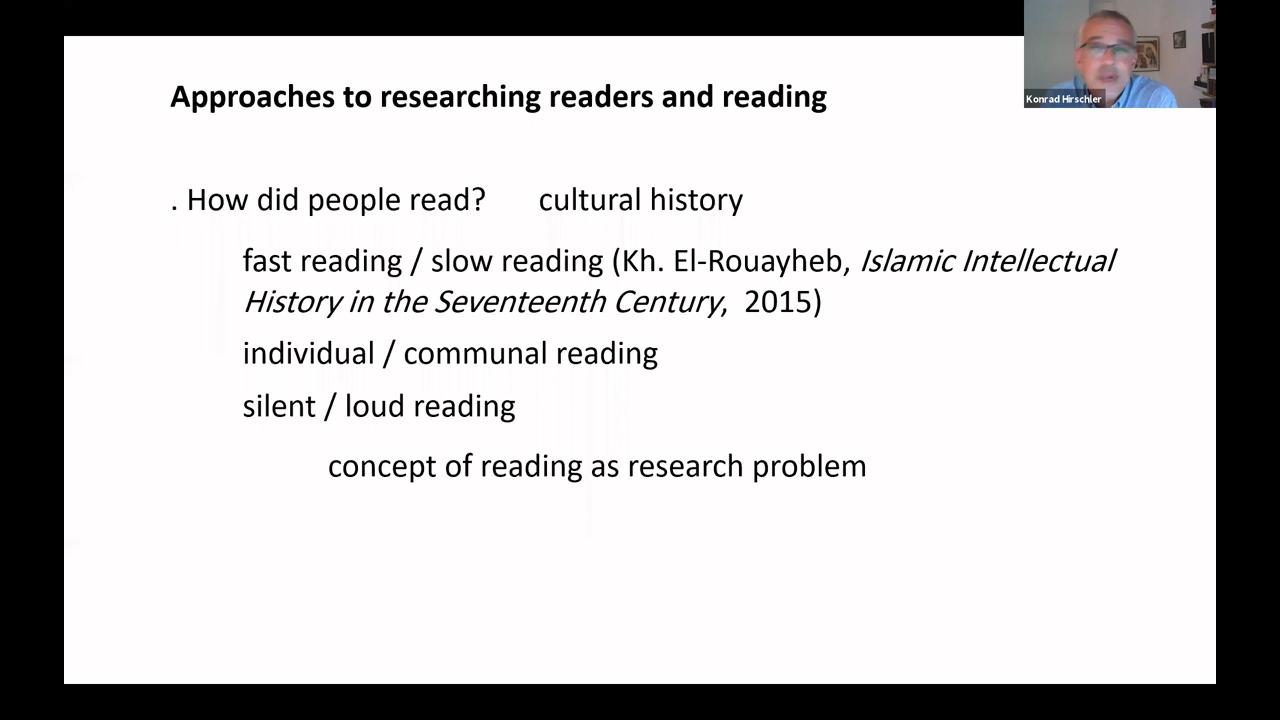 Approaches to researching readers and reading
Konrad Hirschler
. How did people read? cultural history
fast reading / slow reading (Kh. El-Rouayheb, Islamic Intellectual
History in the Seventeenth Century, 2015)
individual / communal reading
silent / loud reading
concept of reading as research problem